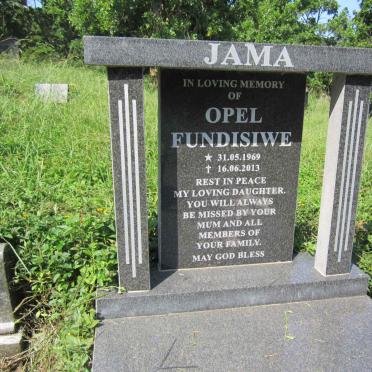 JAMA
IN LOVING MEMORY
OF
OPEL
FUNDISIWE
★ 31.05.1969
✝ 16.06.2013
REST IN PEACE
MY LOVING DAUGHTER.
YOU WILL ALWAYS
BE MISSED BY YOUR
MUM AND ALL
MEMBERS OF
YOUR FAMILY.
MAY GOD BLESS